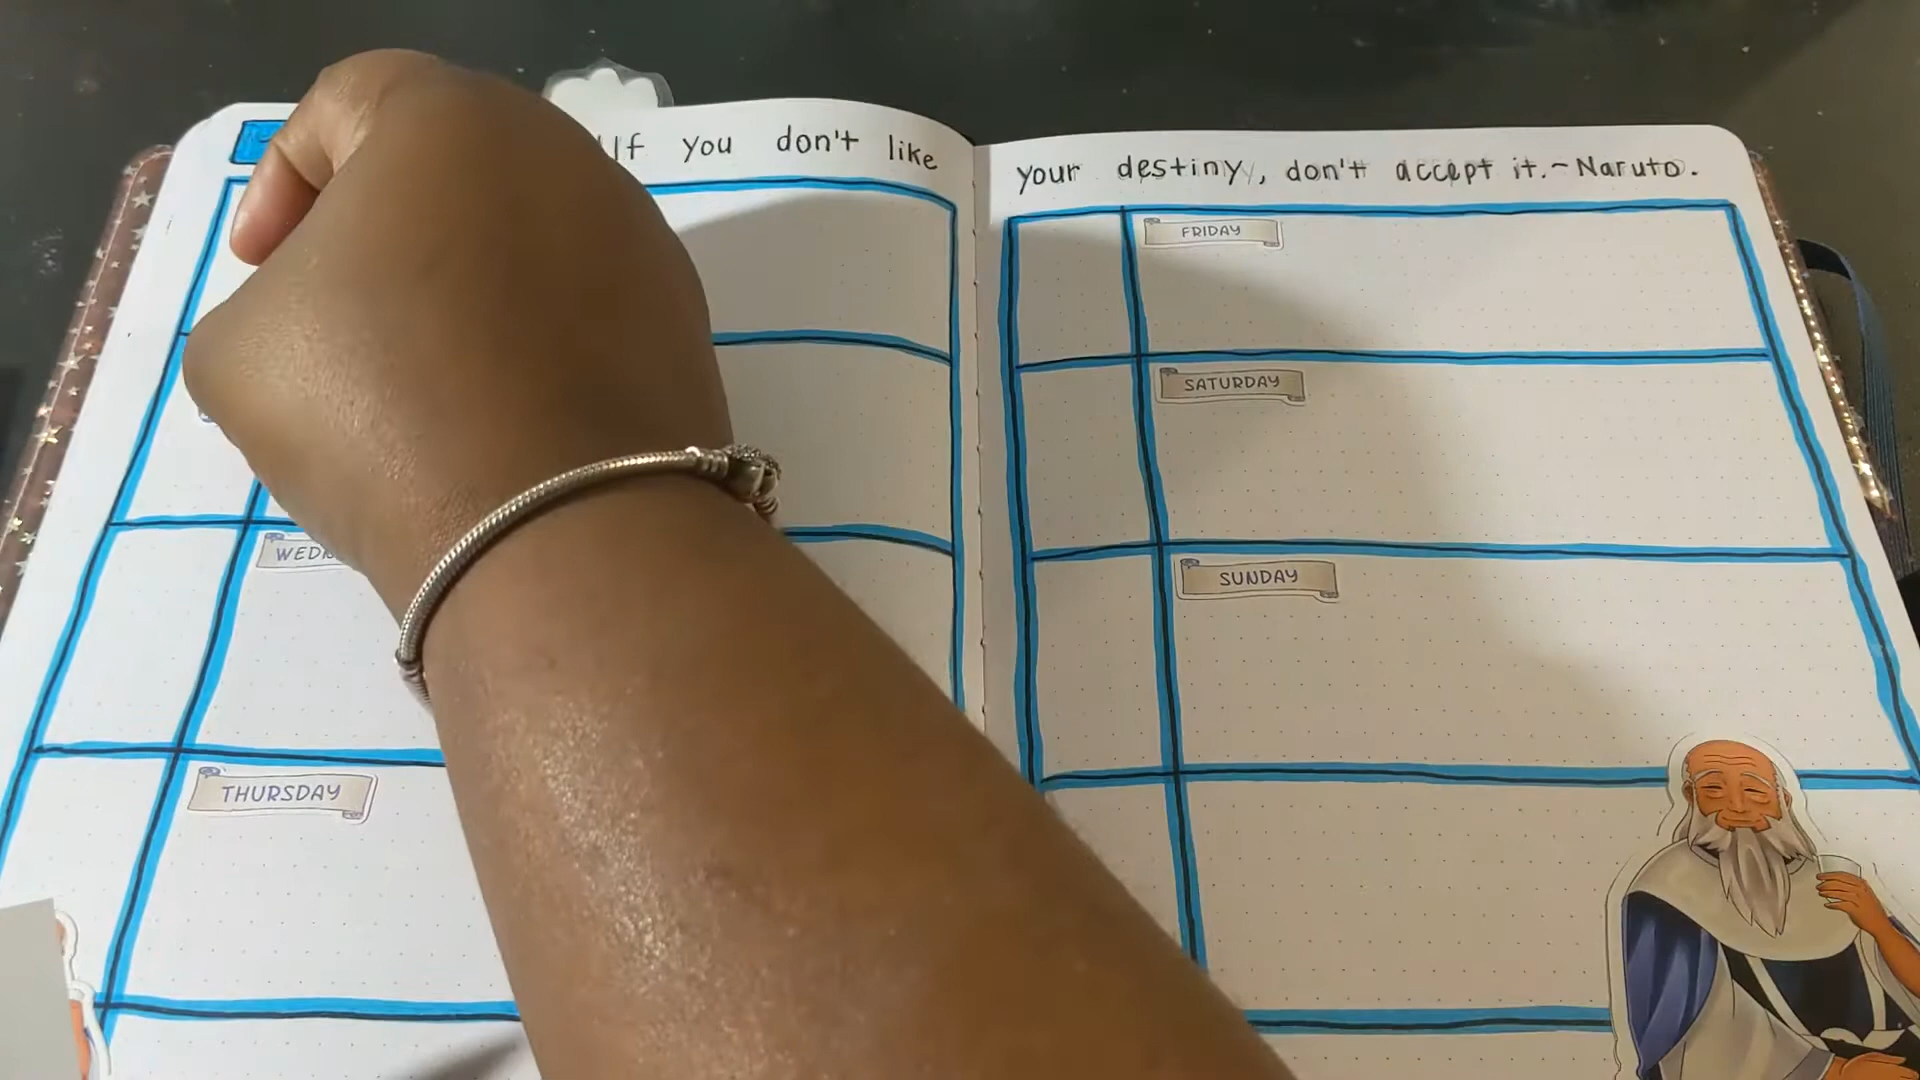 If you don't like your destiny, don't accept it.~Naruto.
FRIDAY
SATURDAY
SUNDAY
THURSDAY